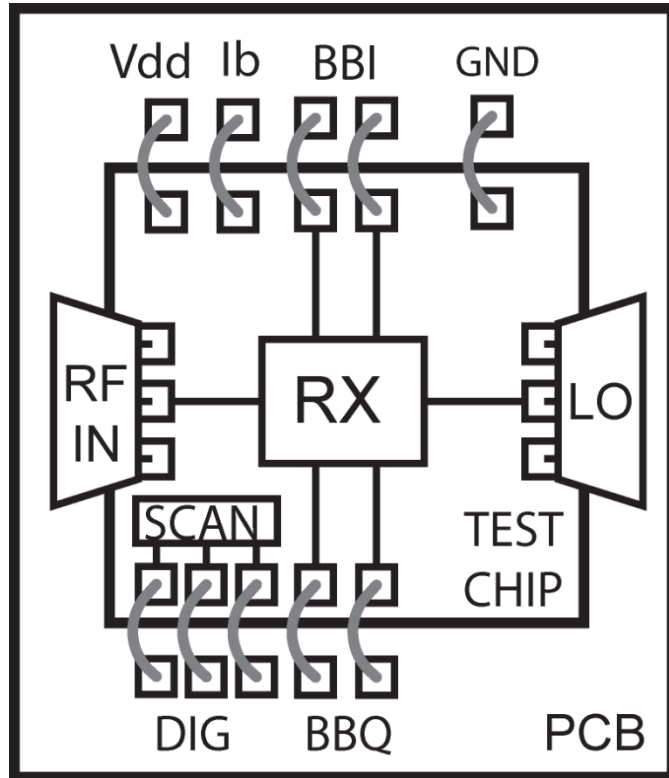 Vdd Ib BBI GND
RF
IN
RX
LO
SCAN
TEST
CHIP
DIG BBQ PCB